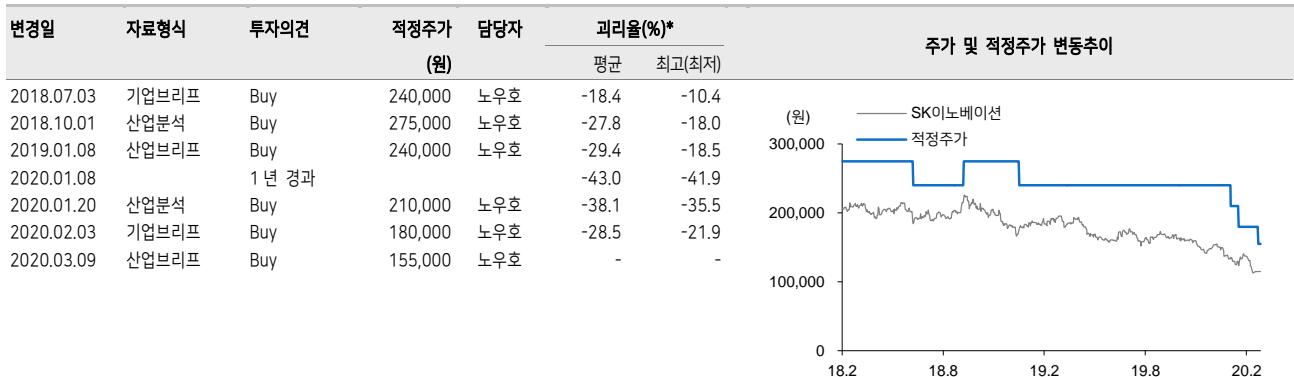 변경일 자료형식 투자의견 적정주가 담당자 괴리율(%)* 주가 및 적정주가 변동추이
(원) 평균 최고(최저)
2018.07.03 기업브리프 Buy 240,000 노우호 -18.4 -10.4
2018.10.01 산업분석 Buy 275,000 노우호 -27.8 -18.0
2019.01.08 산업브리프 Buy 240,000 노우호 -29.4 -18.5
2020.01.08 1년 경과 -43.0 -41.9
2020.01.20 산업분석 Buy 210,000 노우호 -38.1 -35.5
2020.02.03 기업브리프 Buy 180,000 노우호 -28.5 -21.9
2020.03.09 산업브리프 Buy 155,000 노우호 - -
(원)
SK이노베이션
적정주가
300,000
200,000
100,000
0
18.2 18.8 19.2 19.8 20.2